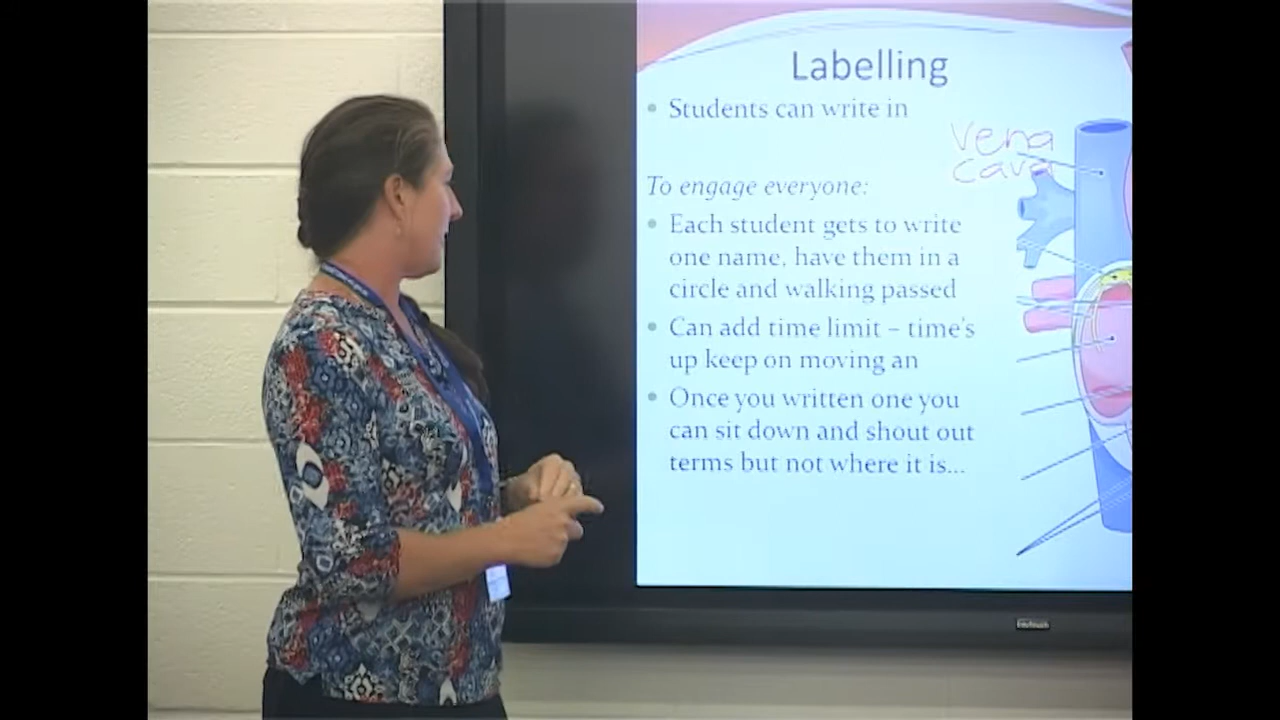 Labelling
• Students can write in
vena
cava
To engage everyone:
• Each student gets to write
one name, have them in a
circle and walking passed
• Can add time limit – time's
up keep on moving an
• Once you written one you
can sit down and shout out
terms but not where it is...